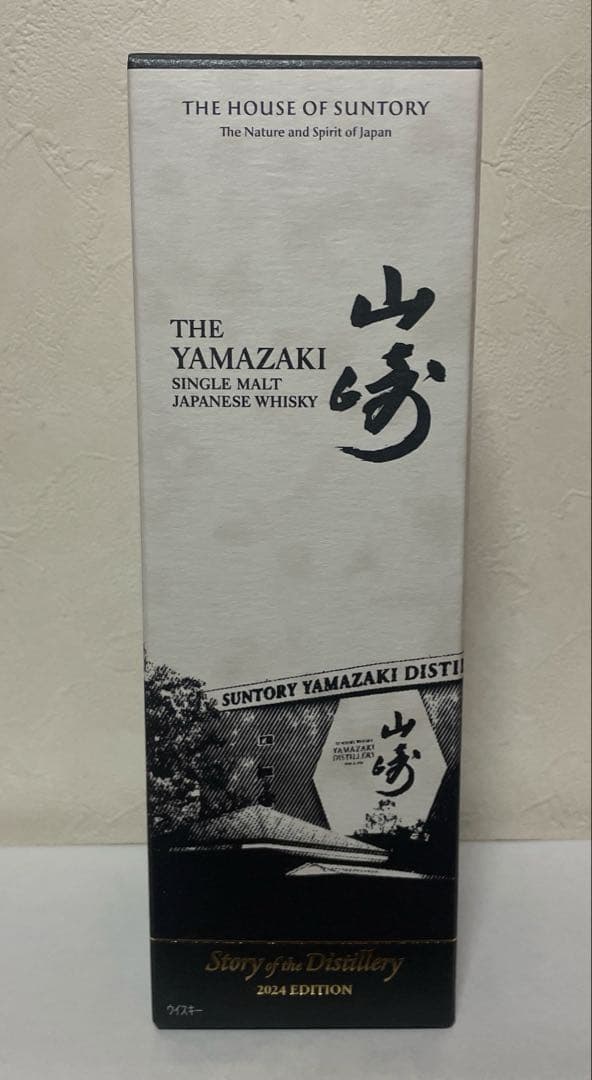 THE HOUSE OF SUNTORY
The Nature and Spirit of Japan
THE
YAMAZAKI
SINGLE MALT
JAPANESE WHISKY
山崎
SUNTORY YAMAZAKI DISTIL
山崎
YAMAZAKI
DISTILLERY
Story of the Distillery
2024 EDITION
ウイスキー